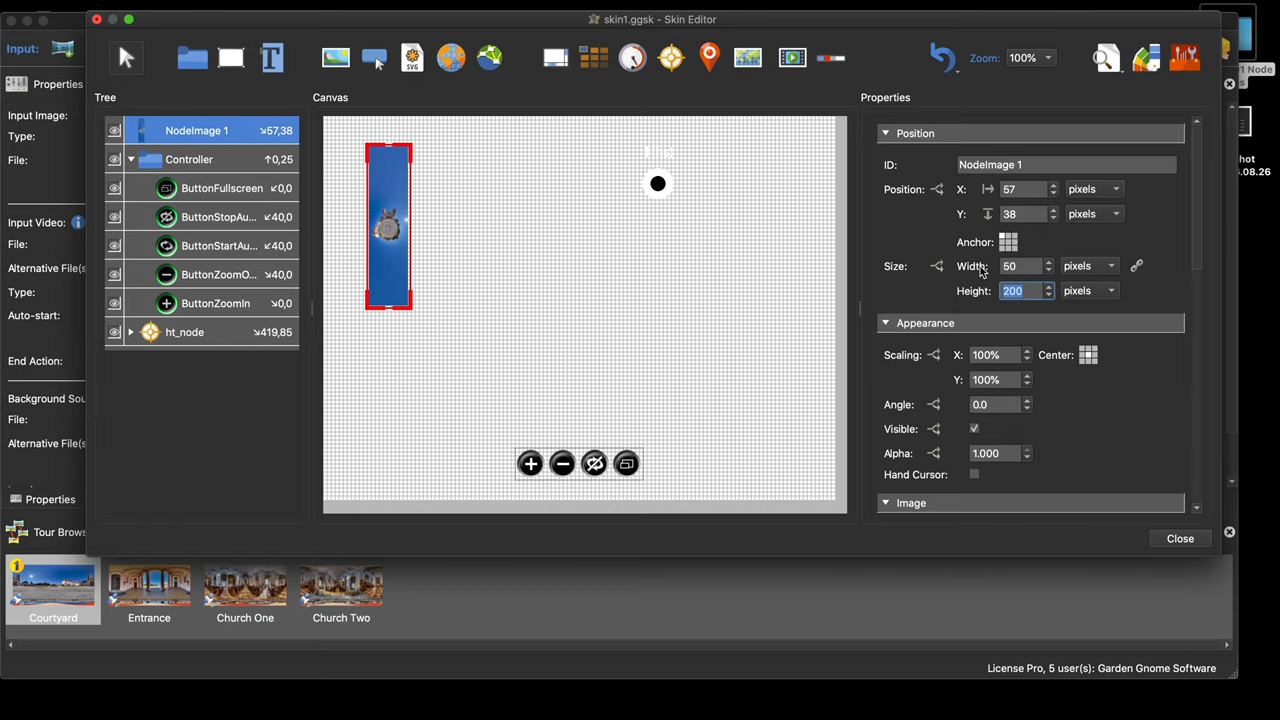 skin1.ggsk - Skin Editor
Input:
Zoom: 100%
Tree
Canvas
Properties
Properties
NodeImage 1 ↘57,38
Controller ↑0,25
ButtonFullscreen ↙0,0
ButtonStopAu... ↙40,0
ButtonStartAu... ↙40,0
ButtonZoomO... ↙40,0
ButtonZoomIn ↘0,0
ht_node ↘419,85
Position
ID: NodeImage 1
Position: X: 57 pixels
Y: 38 pixels
Anchor:
Size: Width: 50 pixels
Height: 200 pixels
Appearance
Scaling: X: 100% Center:
Y: 100%
Angle: 0.0
Visible:
Alpha: 1.000
Hand Cursor:
Image
Close
Input Image:
Type:
File:
Input Video:
File:
Alternative File(s
Type:
Auto-start:
End Action:
Background Sou
File:
Alternative File(s
Properties
Tour Brows
1
Courtyard
Entrance
Church One
Church Two
License Pro, 5 user(s): Garden Gnome Software
SVG
T